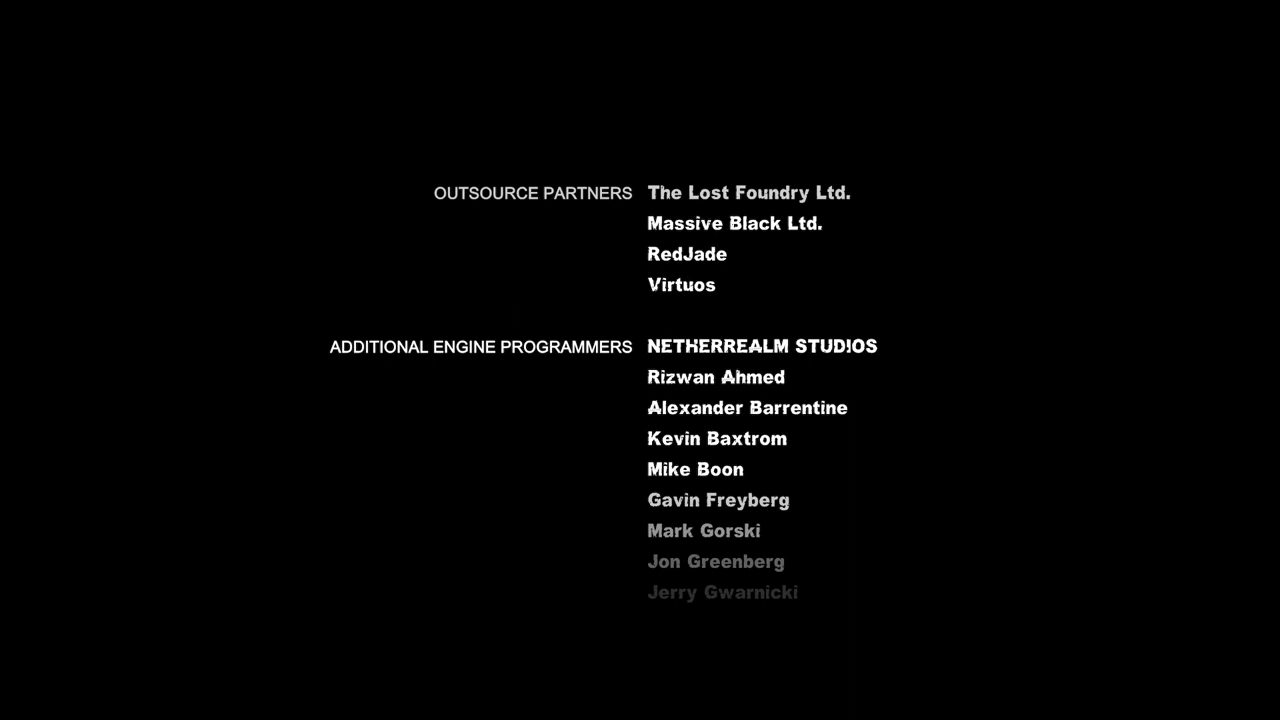 OUTSOURCE PARTNERS The Lost Foundry Ltd.
Massive Black Ltd.
RedJade
Virtuos
ADDITIONAL ENGINE PROGRAMMERS NETHERREALM STUDIOS
Rizwan Ahmed
Alexander Barrentine
Kevin Baxtrom
Mike Boon
Gavin Freyberg
Mark Gorski
Jon Greenberg
Jerry Gwarnicki